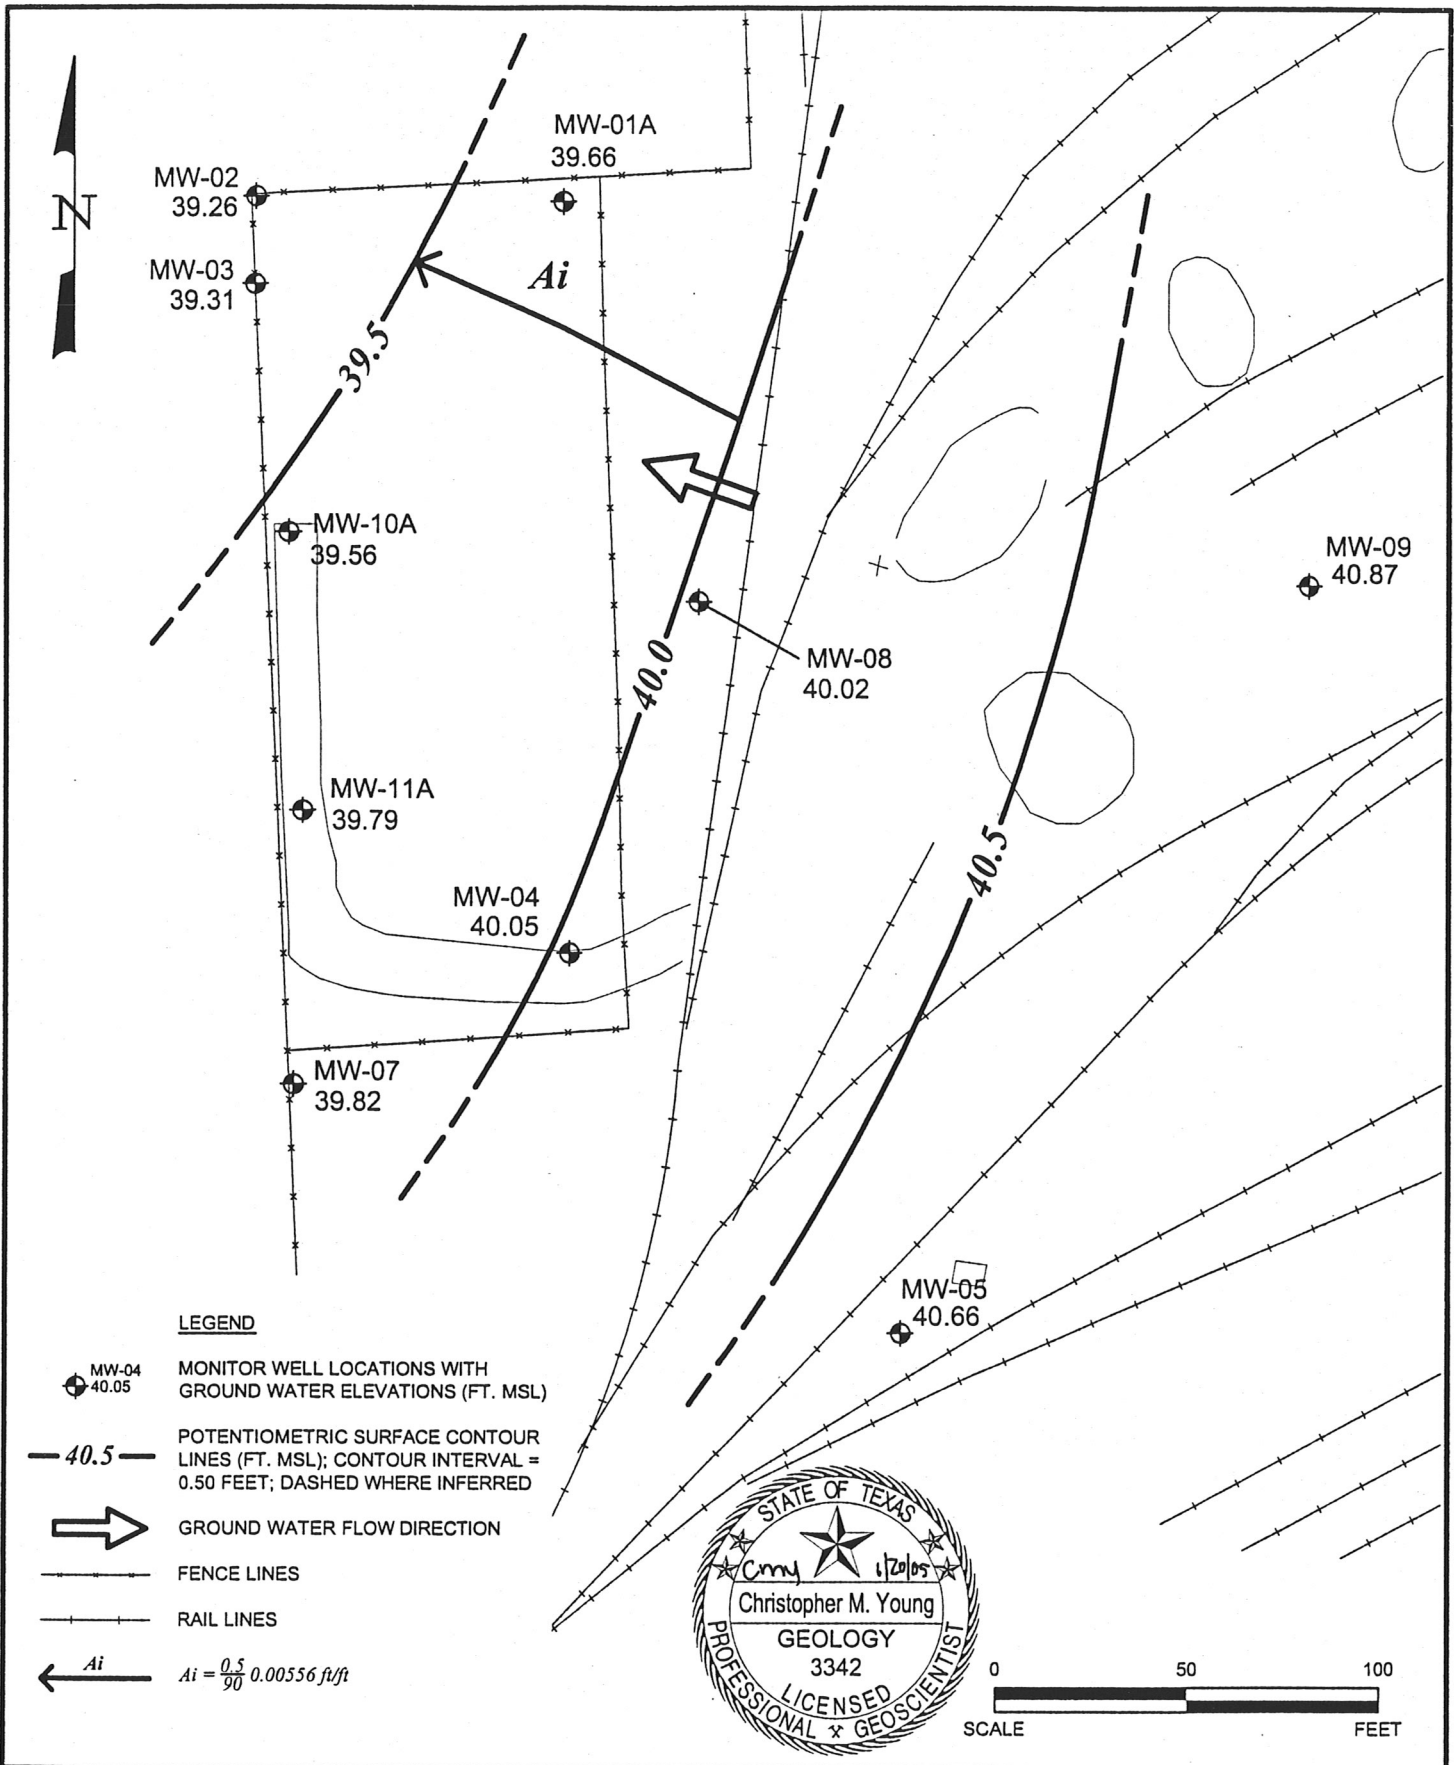 MW-01A
39.66
MW-02
39.26
N
MW-03
39.31
Ai
39.5
MW-10A
39.56
MW-09
40.87
40.0
MW-08
40.02
MW-11A
39.79
40.5
MW-04
40.05
MW-07
39.82
MW-05
40.66
LEGEND
MW-04
40.05
MONITOR WELL LOCATIONS WITH
GROUND WATER ELEVATIONS (FT. MSL)
40.5
POTENTIOMETRIC SURFACE CONTOUR
LINES (FT. MSL); CONTOUR INTERVAL =
0.50 FEET; DASHED WHERE INFERRED
GROUND WATER FLOW DIRECTION
FENCE LINES
RAIL LINES
Ai
Ai = 0.5/90 0.00556 ft/ft
STATE OF TEXAS
Cmy 1/20/05
Christopher M. Young
GEOLOGY
3342
LICENSED
PROFESSIONAL GEOSCIENTIST
0 50 100
SCALE FEET